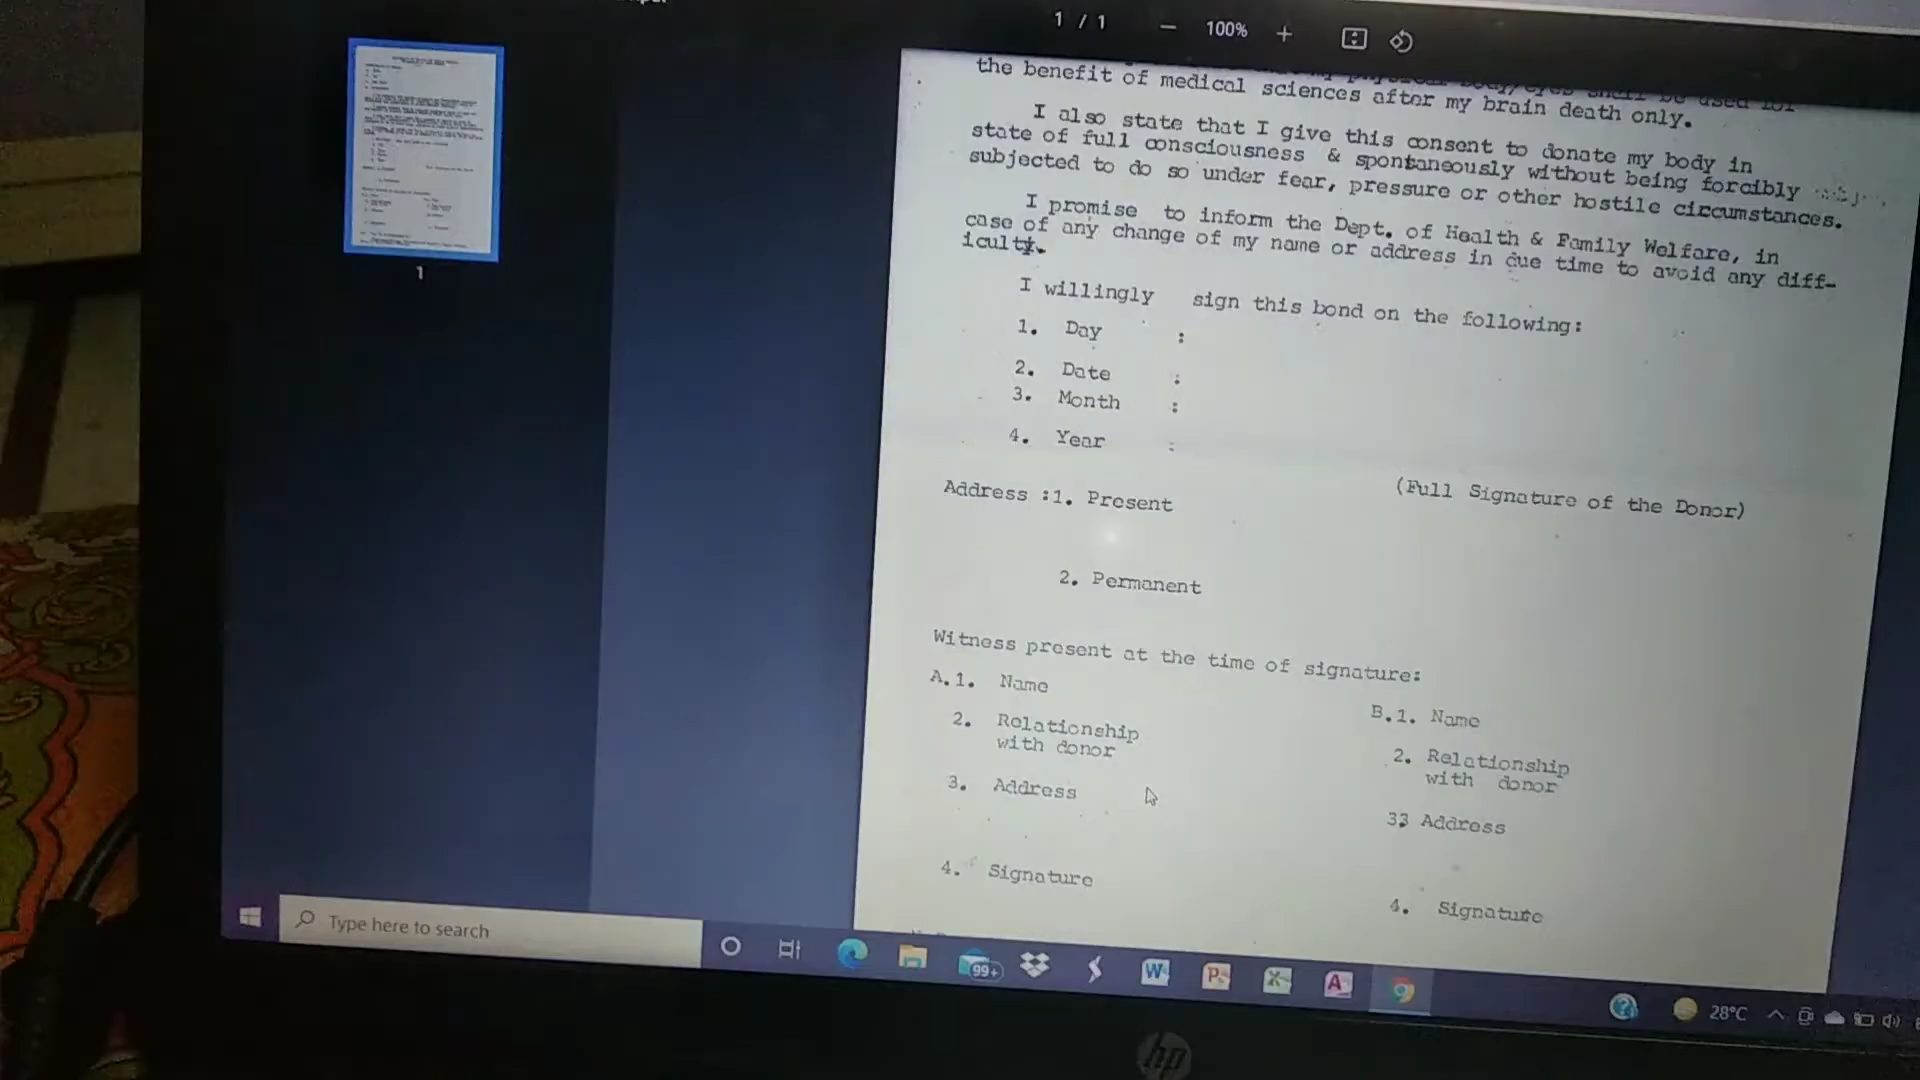 1 / 1
100%
1
the benefit of medical sciences after my brain death only.
I also state that I give this consent to donate my body in
state of full consciousness & spontaneously without being forcibly
subjected to do so under fear, pressure or other hostile circumstances.
I promise to inform the Dept. of Health & Family Welfare, in
case of any change of my name or address in due time to avoid any diff-
iculty.
I willingly sign this bond on the following:
1. Day :
2. Date :
3. Month :
4. Year :
(Full Signature of the Donor)
Address :1. Present
2. Permanent
Witness present at the time of signature:
A.1. Name
2. Relationship
with donor
3. Address
4. Signature
B.1. Name
2. Relationship
with donor
33 Address
4. Signature
Type here to search
99+
28°C
hp